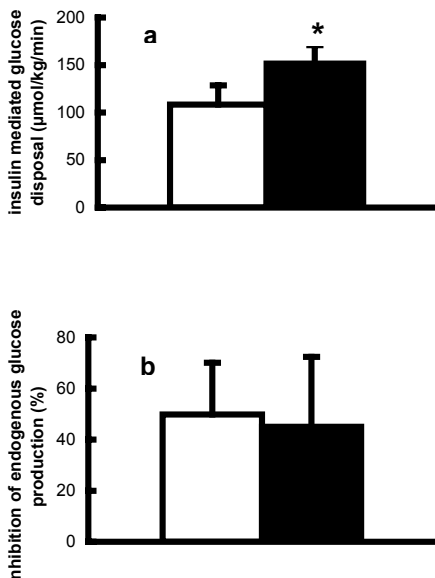 200
150
100
50
0
insulin mediated glucose
disposal (µmol/kg/min)
a
*
80
60
40
20
0
nhibition of endogenous glucose
production (%)
b